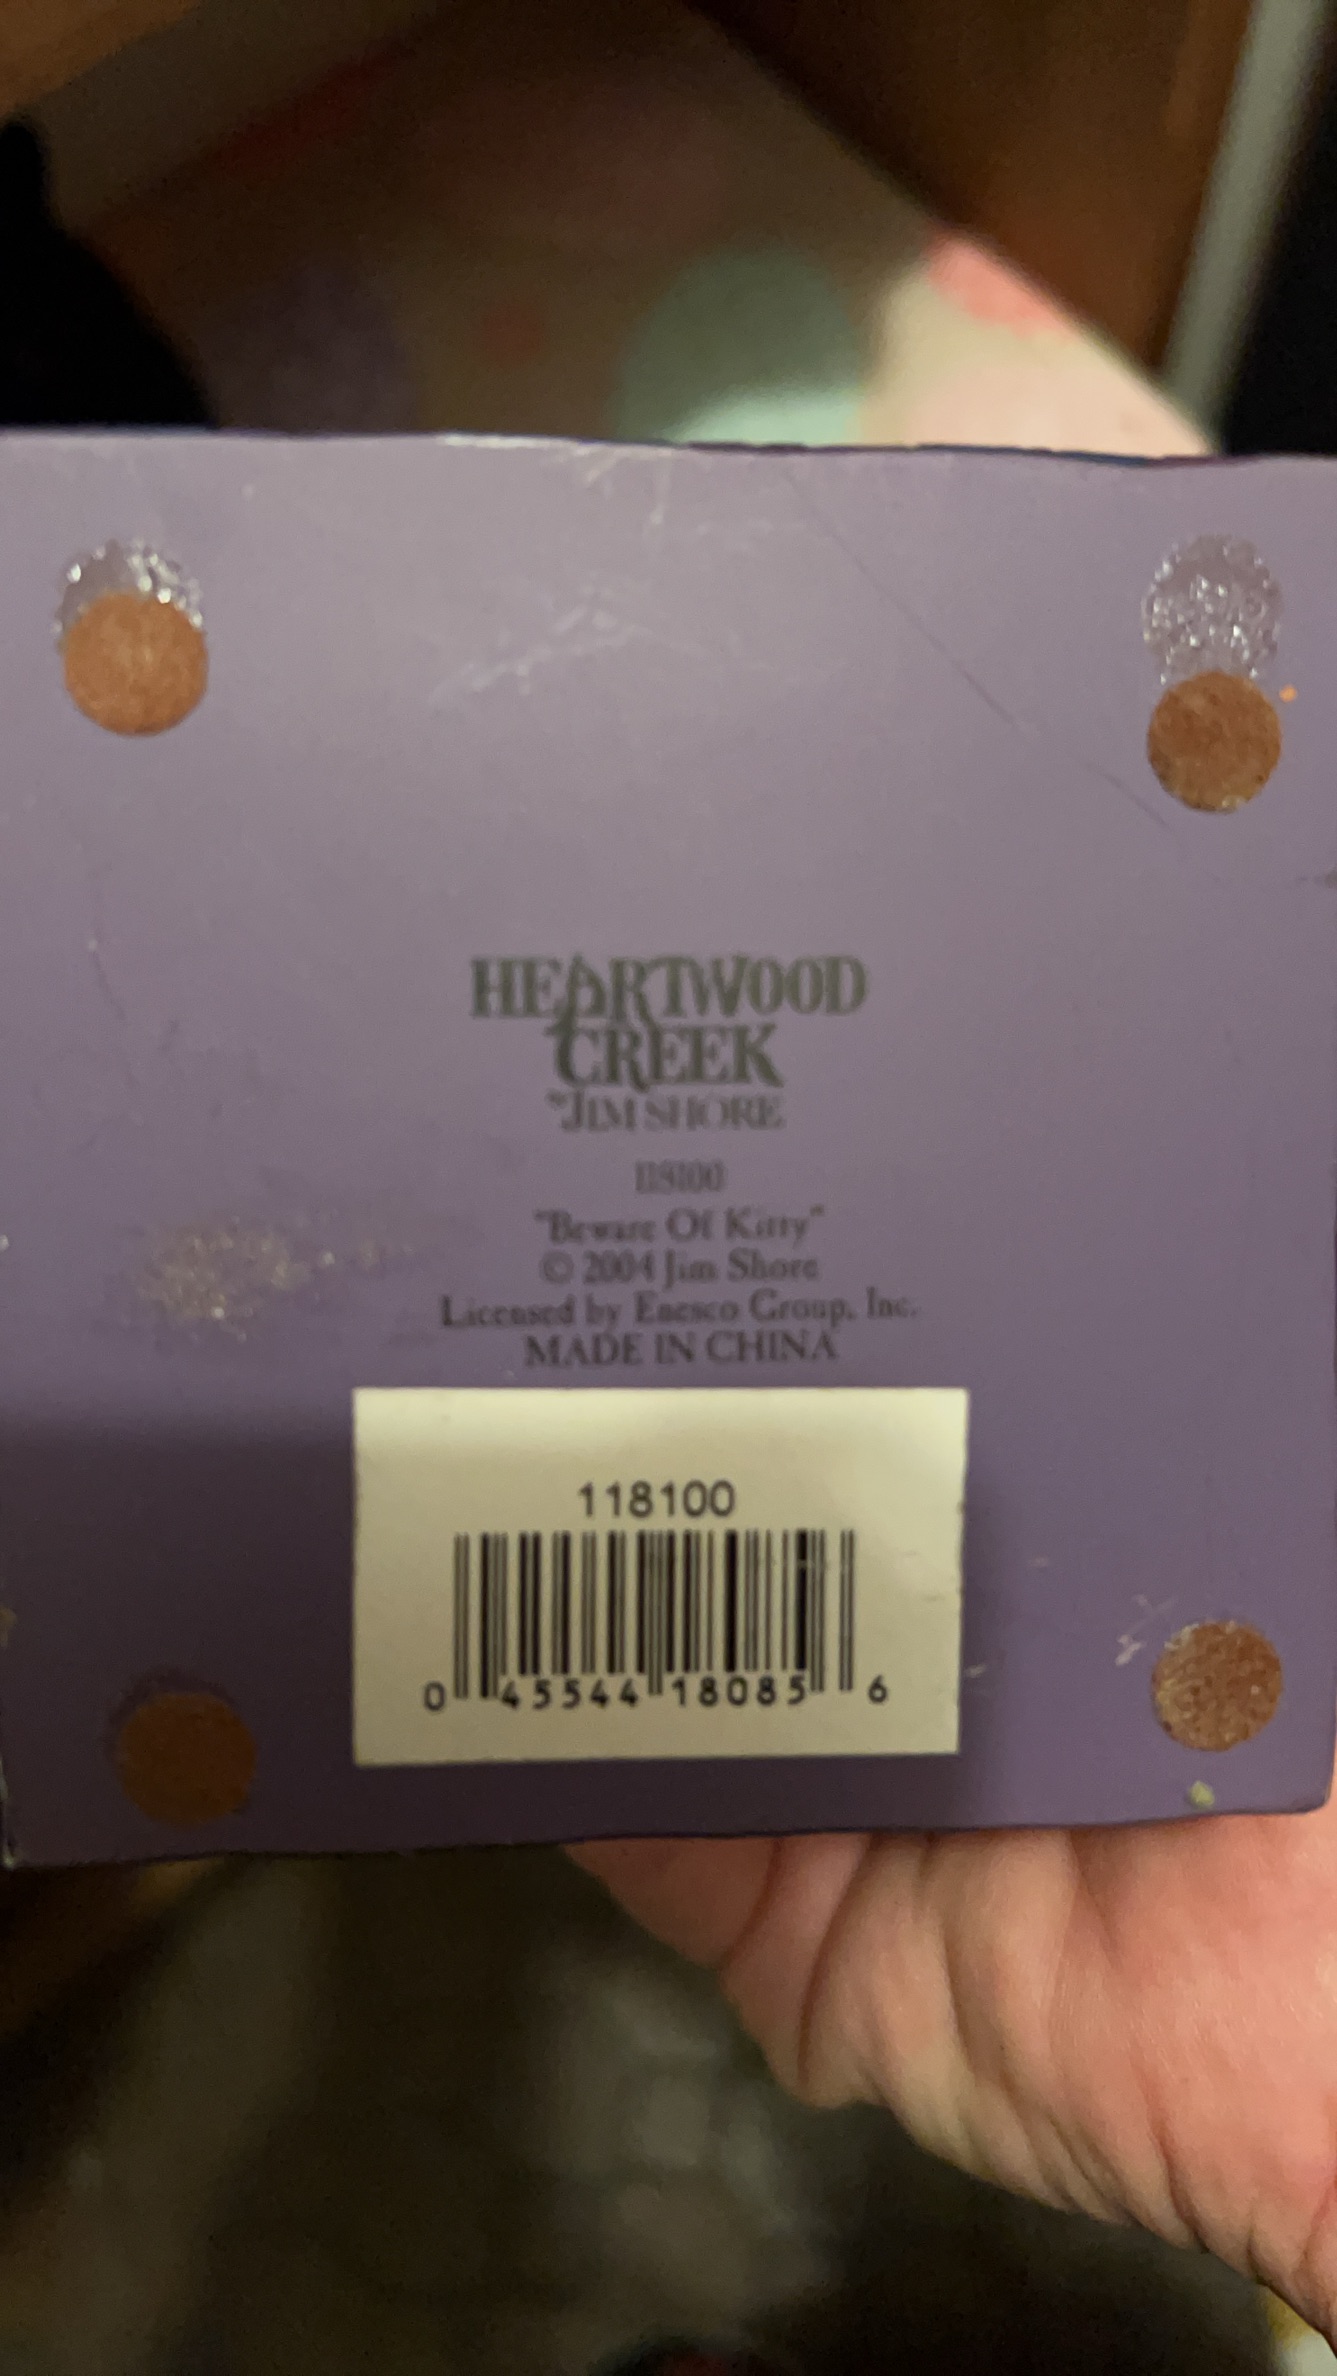 HEARTWOOD
CREEK
BY JIM SHORE
118100
"Beware Of Kitty"
© 2004 Jim Shore
Licensed by Enesco Group, Inc.
MADE IN CHINA
118100
0 45544 18085 6